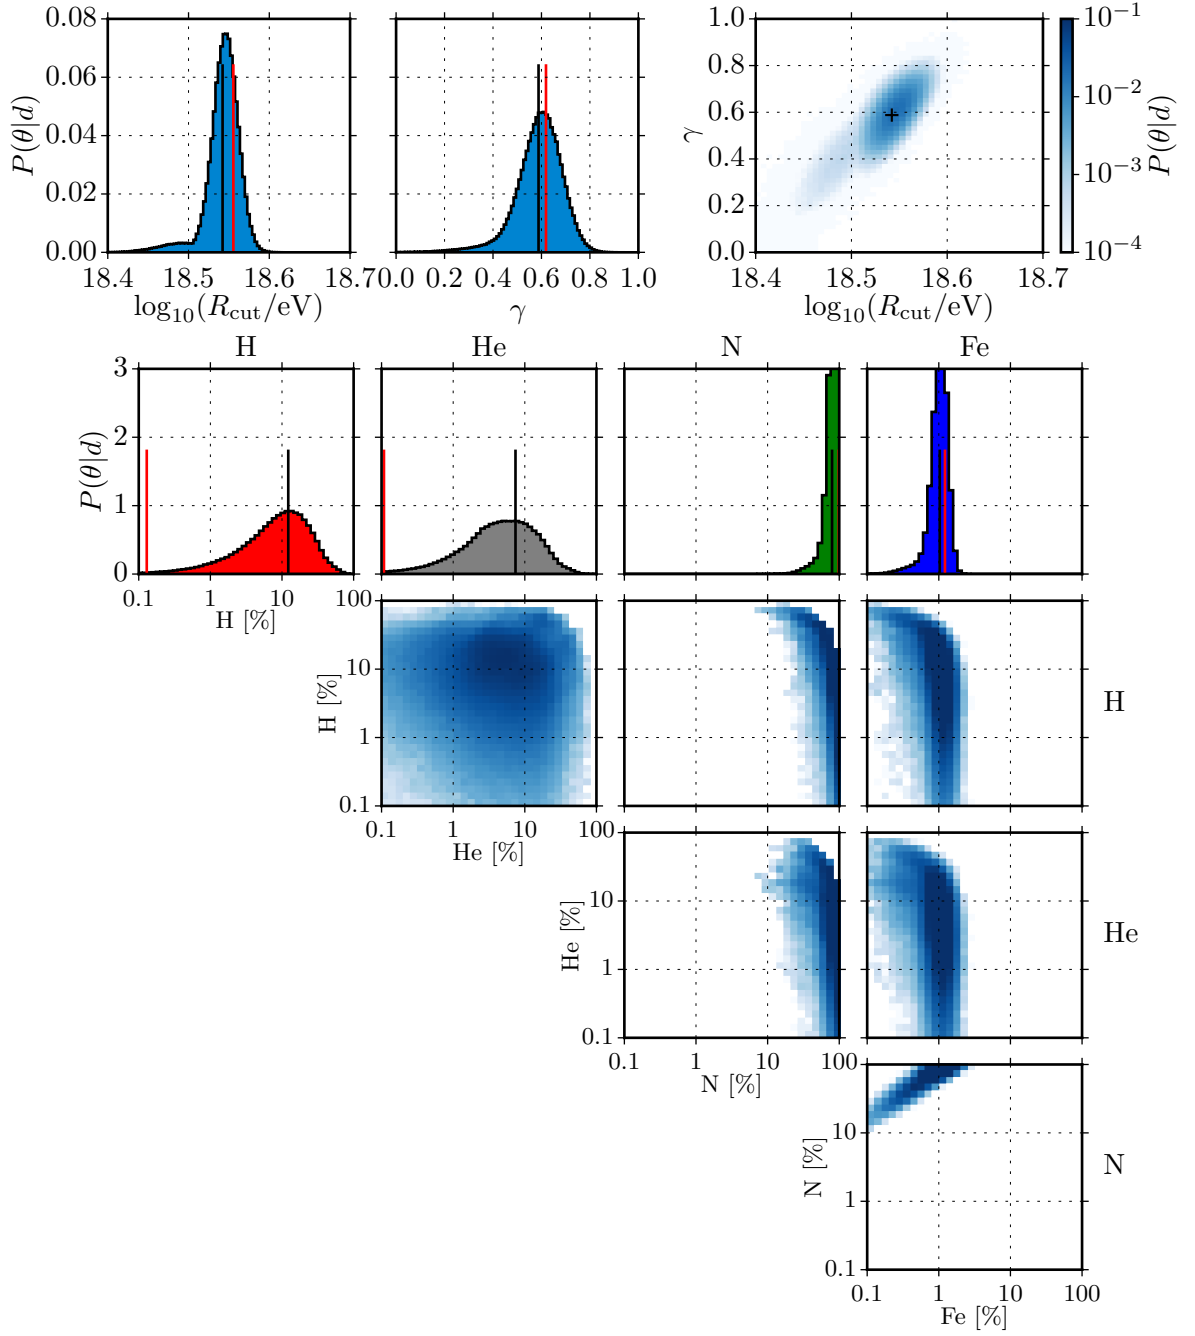 0.08
0.06
0.04
0.02
0.00
P(θ|d)
18.4 18.5 18.6 18.7
log₁₀(R_cut/eV)
0.0 0.2 0.4 0.6 0.8 1.0
γ
1.0
0.8
0.6
0.4
0.2
0.0
γ
18.4 18.5 18.6 18.7
log₁₀(R_cut/eV)
10⁻¹
10⁻²
10⁻³
10⁻⁴
P(θ|d)
H He N Fe
3
2
1
0
P(θ|d)
0.1 1 10
H [%]
100
10
1
0.1
H [%]
0.1 1 10
He [%]
H
100
10
1
0.1
He [%]
0.1 1 10 100
N [%]
He
100
10
1
0.1
N [%]
0.1 1 10 100
Fe [%]
N